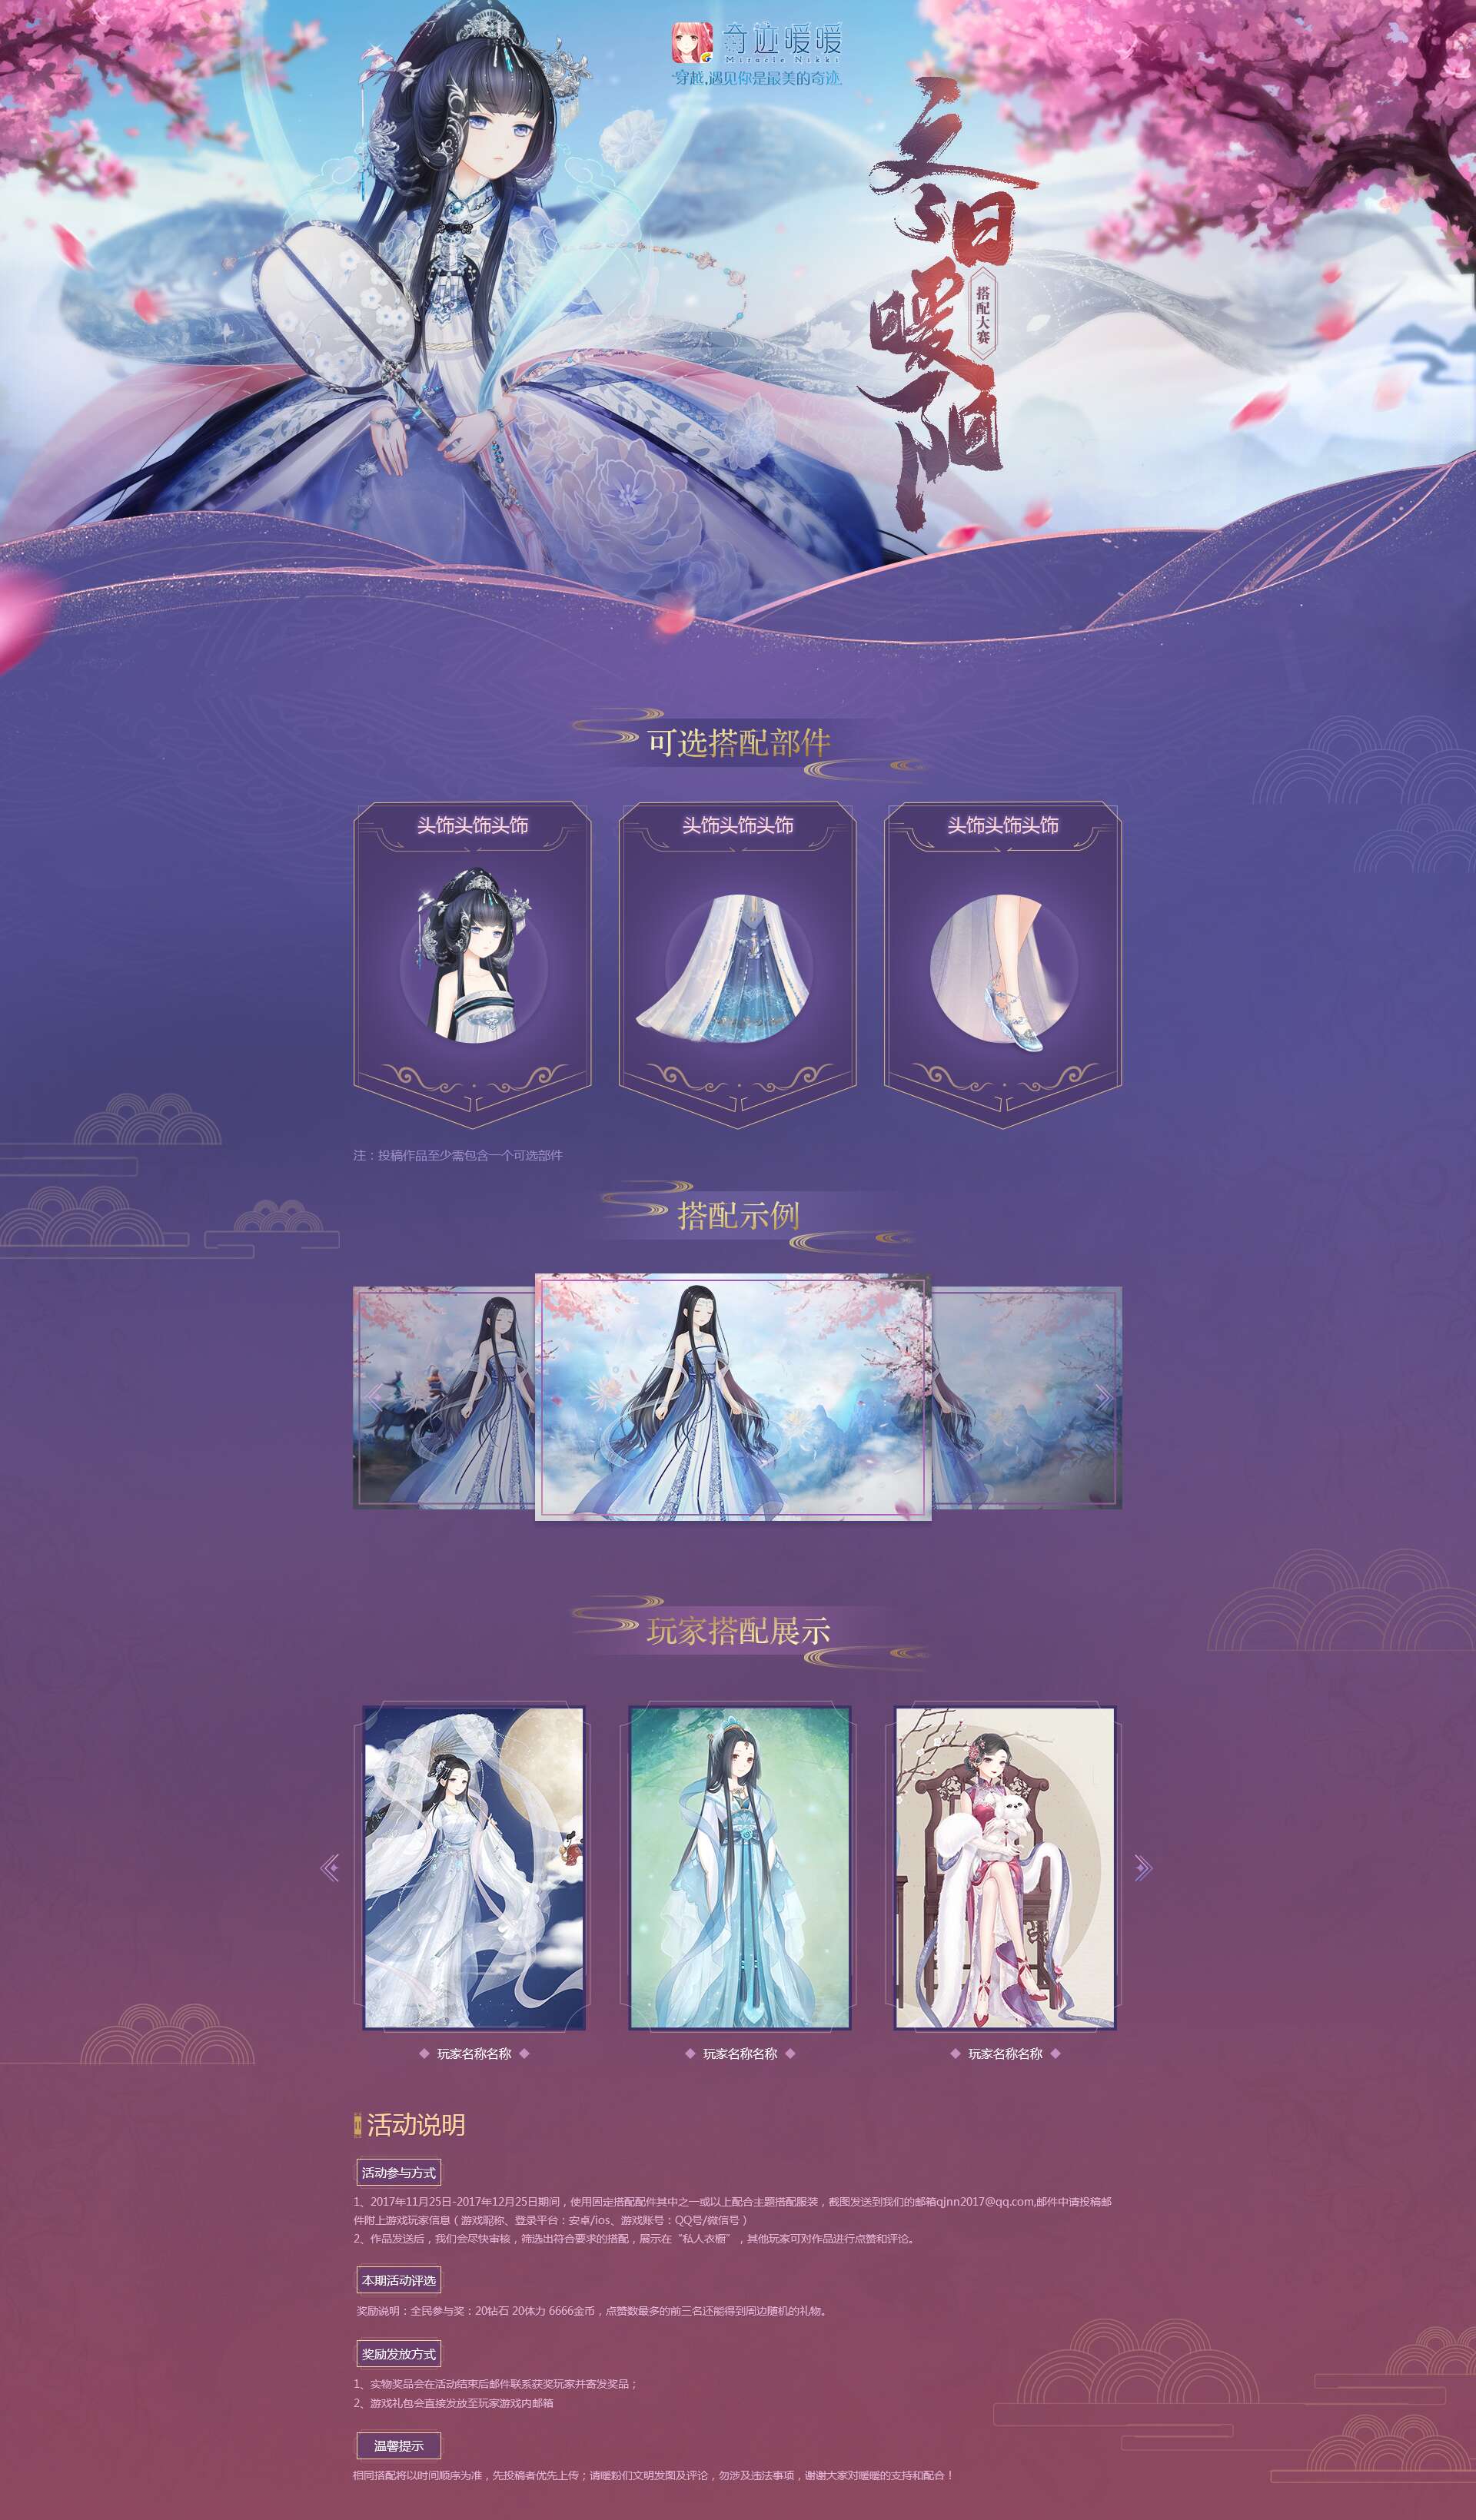 奇迹暖暖
Miracle Nikki
穿越,遇见你是最美的奇迹
冬日暖阳
搭配大赛
可选搭配部件
头饰头饰头饰
头饰头饰头饰
头饰头饰头饰
注：投稿作品至少需包含一个可选部件
搭配示例
玩家搭配展示
玩家名称名称
玩家名称名称
玩家名称名称
活动说明
活动参与方式
1、2017年11月25日-2017年12月25日期间，使用固定搭配配件其中之一或以上配合主题搭配服装，截图发送到我们的邮箱qjnn2017@qq.com,邮件中请投稿邮
件附上游戏玩家信息（游戏昵称、登录平台：安卓/ios、游戏账号：QQ号/微信号）
2、作品发送后，我们会尽快审核，筛选出符合要求的搭配，展示在“私人衣橱”，其他玩家可对作品进行点赞和评论。
本期活动评选
奖励说明：全民参与奖：20钻石 20体力 6666金币，点赞数最多的前三名还能得到周边随机的礼物。
奖励发放方式
1、实物奖品会在活动结束后邮件联系获奖玩家并寄发奖品；
2、游戏礼包会直接发放至玩家游戏内邮箱
温馨提示
相同搭配将以时间顺序为准，先投稿者优先上传；请暖粉们文明发图及评论，勿涉及违法事项，谢谢大家对暖暖的支持和配合！